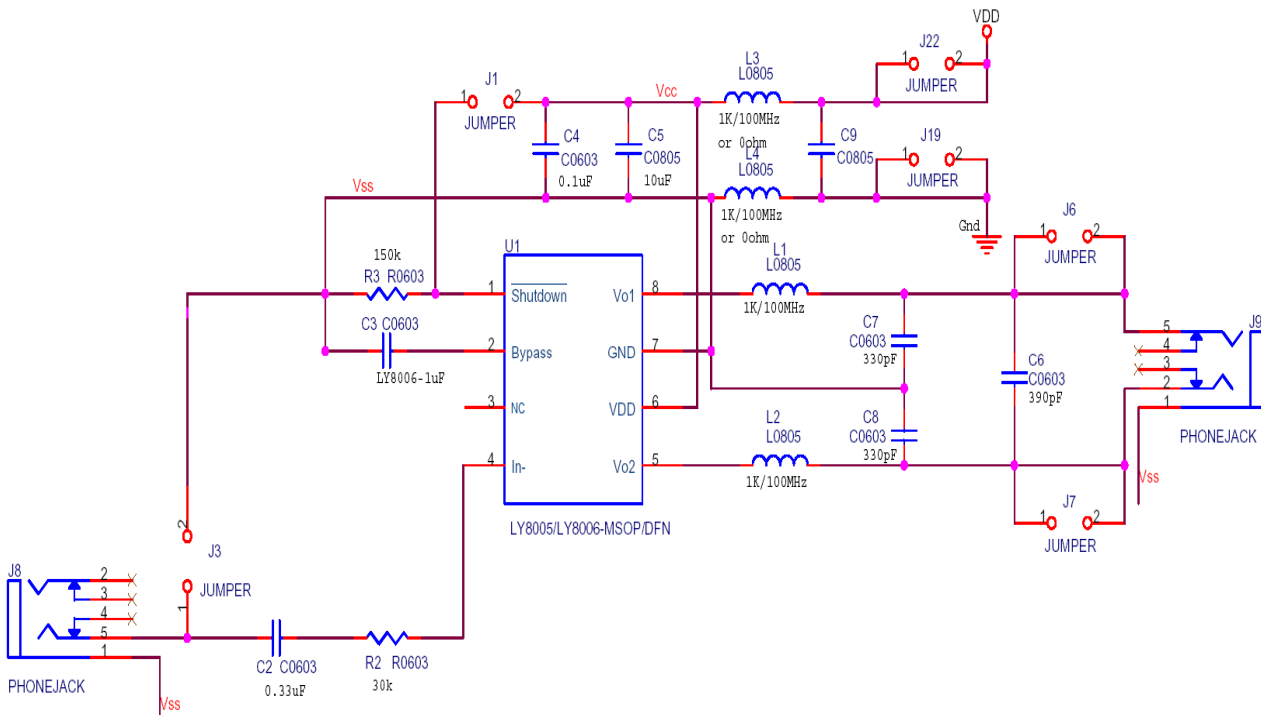 VDD
J22
1 2
JUMPER
L3
L0805
1K/100MHz
or 0ohm
Vcc
J1
1 2
JUMPER
C4
C0603
0.1uF
C5
C0805
10uF
C9
C0805
J19
1 2
JUMPER
Vss
L4
L0805
1K/100MHz
or 0ohm
Gnd
J6
1 2
JUMPER
150k
R3 R0603
C3 C0603
LY8006-1uF
U1
1 Shutdown
2 Bypass
3 NC
4 In-
Vo1 8
GND 7
VDD 6
Vo2 5
LY8005/LY8006-MSOP/DFN
L1
L0805
1K/100MHz
C7
C0603
330pF
C8
C0603
330pF
L2
L0805
1K/100MHz
C6
C0603
390pF
J9
5
4
3
2
1
PHONEJACK
Vss
J7
1 2
JUMPER
2
J3
JUMPER
1
J8
2
3
4
5
1
PHONEJACK
Vss
C2 C0603
0.33uF
R2 R0603
30k